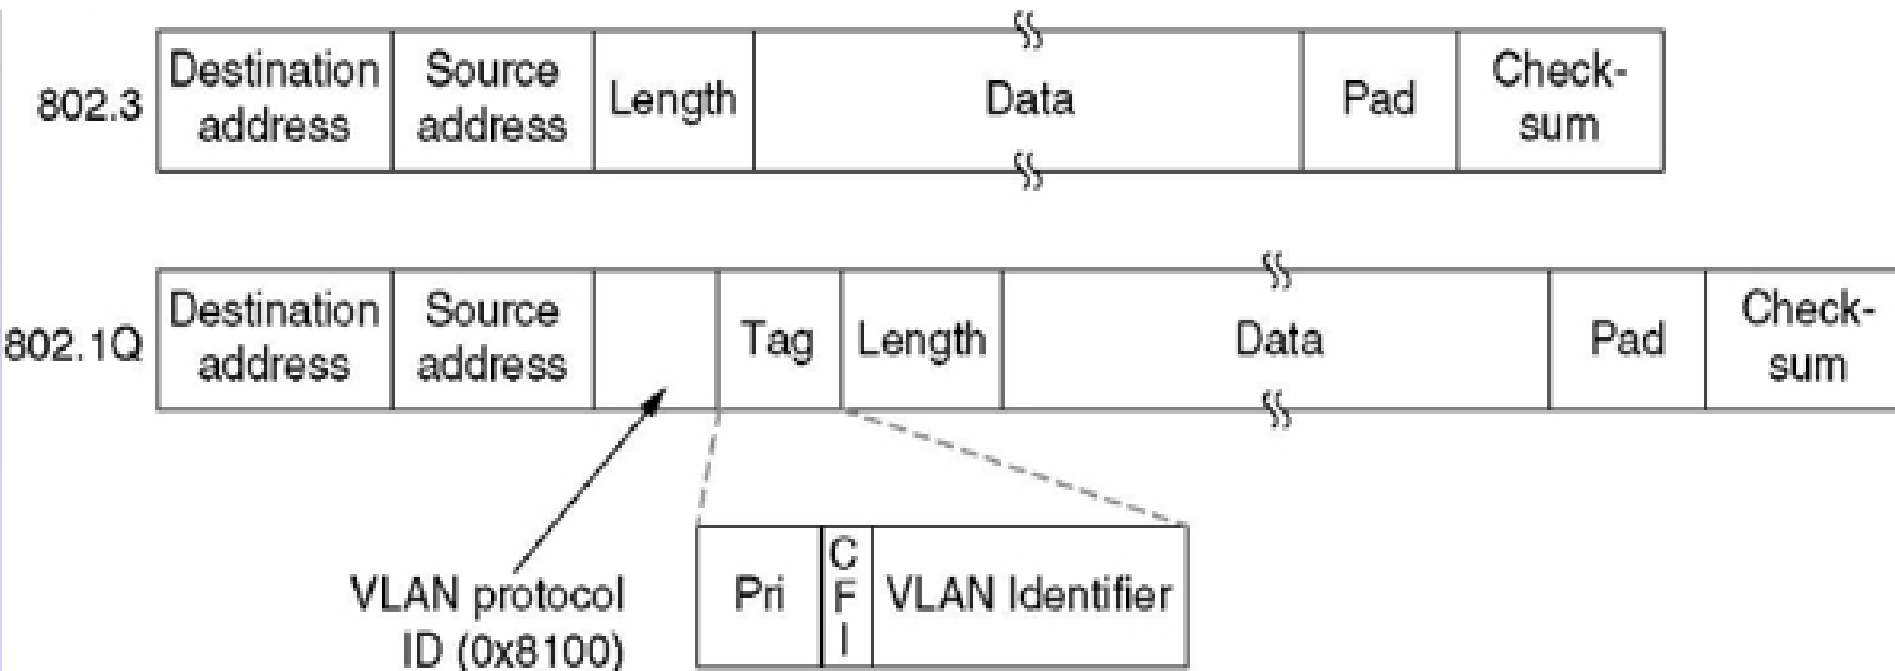 802.3
Destination
address
Source
address
Length
Data
Pad
Check-
sum
802.1Q
Destination
address
Source
address
Tag
Length
Data
Pad
Check-
sum
VLAN protocol
ID (0x8100)
Pri
C
F
I
VLAN Identifier